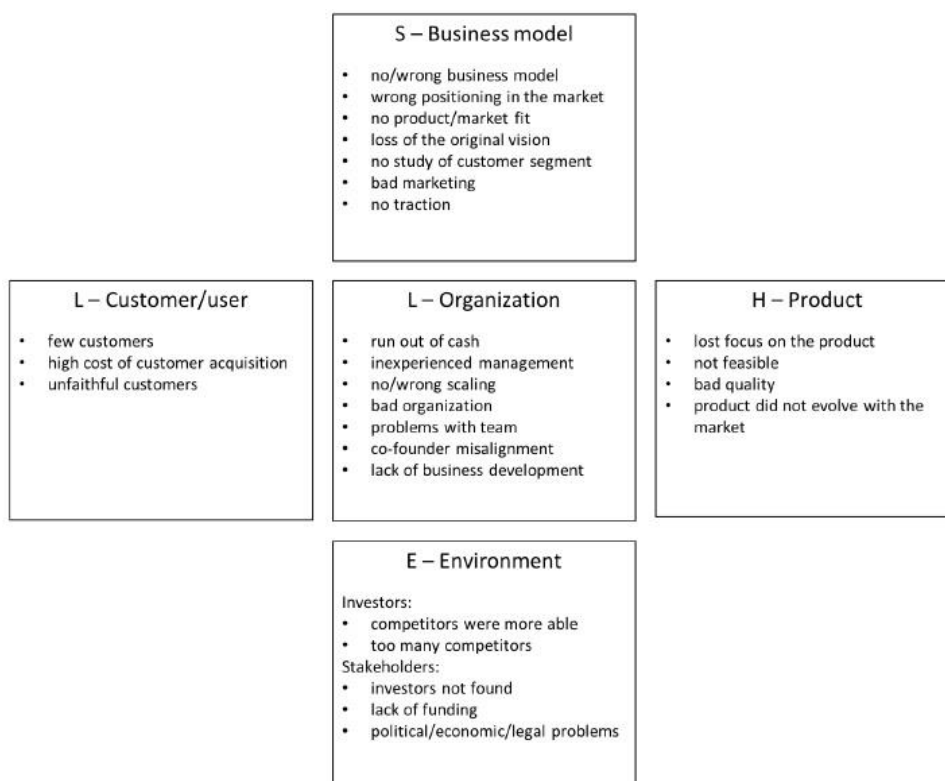 S – Business model
• no/wrong business model
• wrong positioning in the market
• no product/market fit
• loss of the original vision
• no study of customer segment
• bad marketing
• no traction
L – Customer/user
• few customers
• high cost of customer acquisition
• unfaithful customers
L – Organization
• run out of cash
• inexperienced management
• no/wrong scaling
• bad organization
• problems with team
• co-founder misalignment
• lack of business development
H – Product
• lost focus on the product
• not feasible
• bad quality
• product did not evolve with the
market
E – Environment
Investors:
• competitors were more able
• too many competitors
Stakeholders:
• investors not found
• lack of funding
• political/economic/legal problems